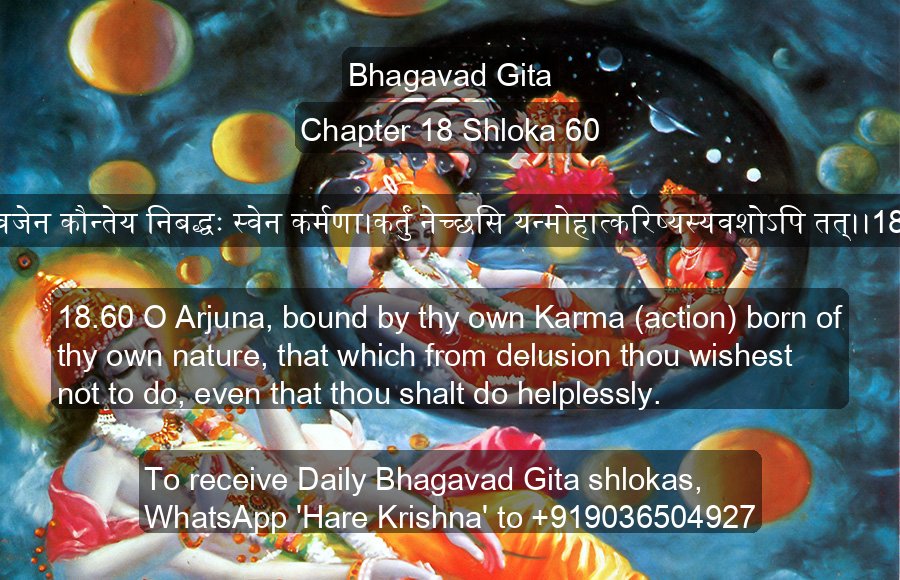 Bhagavad Gita
Chapter 18 Shloka 60
कौन्तेय निबद्धः स्वेन कर्मणा।कर्तुं नेच्छसि यन्मोहात्करिष्यस्यवशोऽपि तत्।।18
18.60 O Arjuna, bound by thy own Karma (action) born of
thy own nature, that which from delusion thou wishest
not to do, even that thou shalt do helplessly.
To receive Daily Bhagavad Gita shlokas,
WhatsApp 'Hare Krishna' to +919036504927